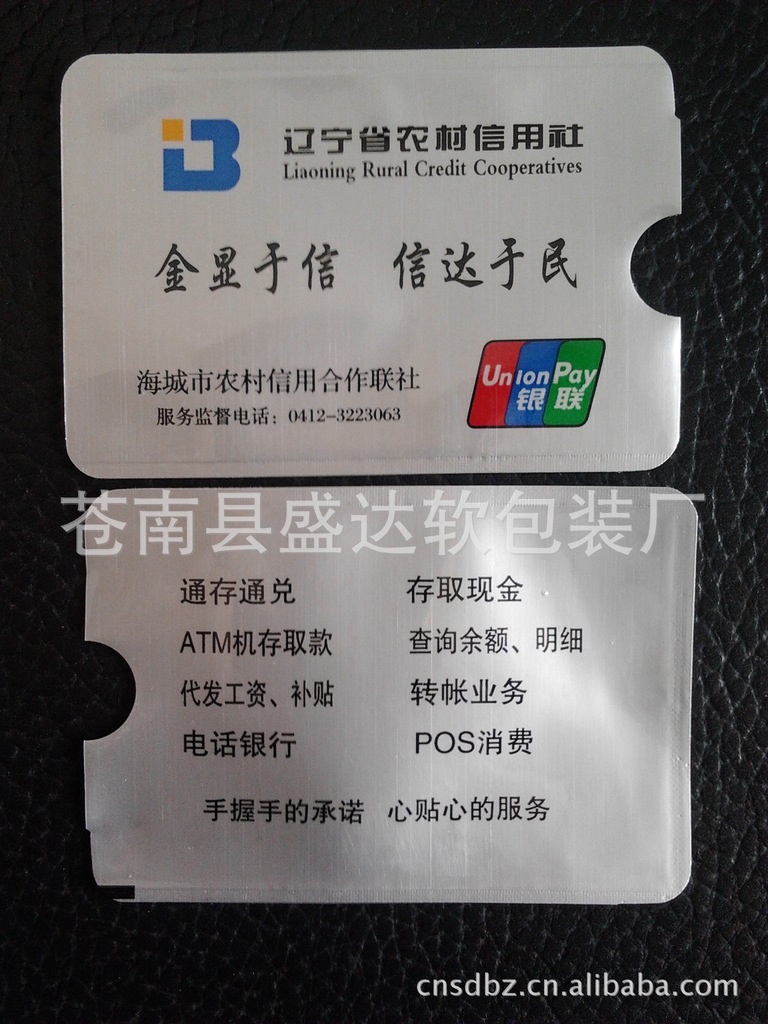 辽宁省农村信用社
Liaoning Rural Credit Cooperatives
金显于信 信达于民
海城市农村信用合作联社
服务监督电话：0412-3223063
UnionPay
银联
苍南县盛达软包装厂
通存通兑 存取现金
ATM机存取款 查询余额、明细
代发工资、补贴 转帐业务
电话银行 POS消费
手握手的承诺 心贴心的服务
cnsdbz.cn.alibaba.com